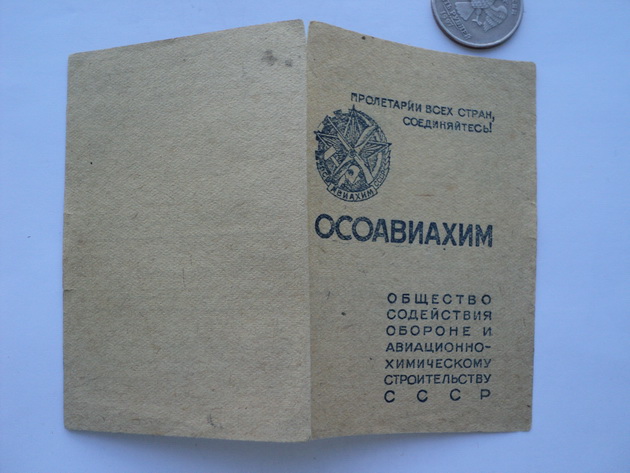 ПРОЛЕТАРИИ ВСЕХ СТРАН,
СОЕДИНЯЙТЕСЬ!
АВИАХИМ
ОСОАВИАХИМ
ОБЩЕСТВО
СОДЕЙСТВИЯ
ОБОРОНЕ И
АВИАЦИОННО-
ХИМИЧЕСКОМУ
СТРОИТЕЛЬСТВУ
СССР